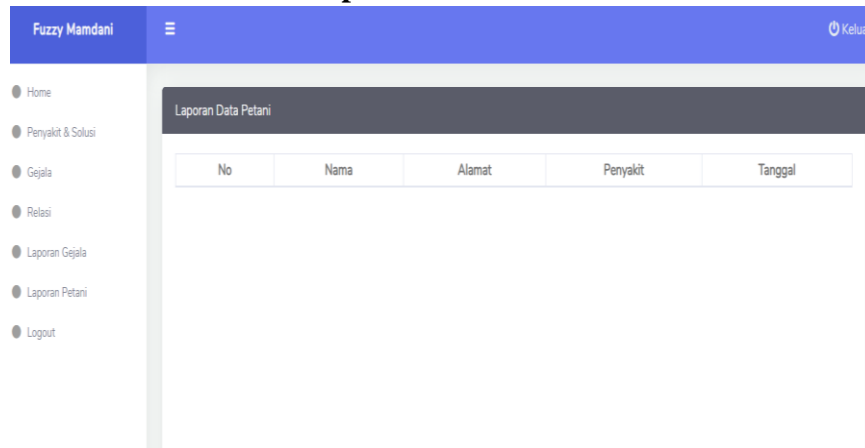 Fuzzy Mamdani
Kelua
Home
Penyakit & Solusi
Gejala
Relasi
Laporan Gejala
Laporan Petani
Logout
Laporan Data Petani
No Nama Alamat Penyakit Tanggal